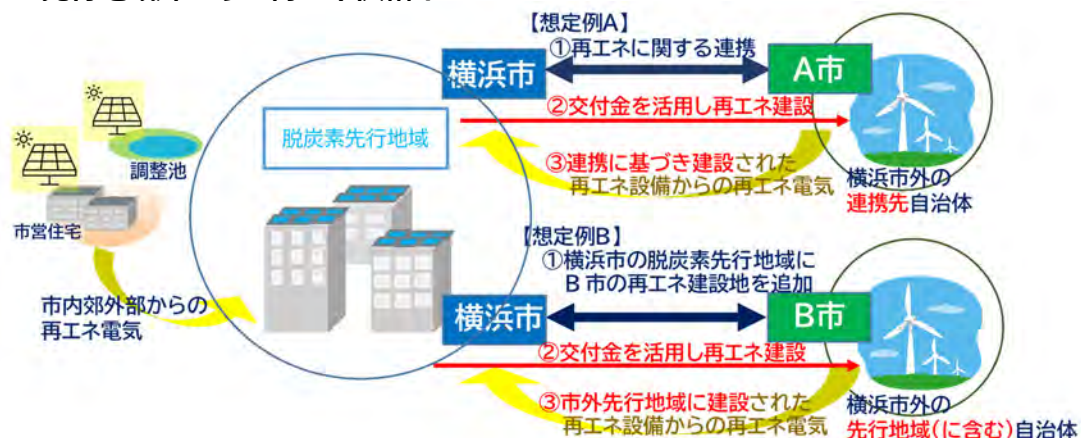 【想定例A】
①再エネに関する連携
横浜市
A市
②交付金を活用し再エネ建設
脱炭素先行地域
③連携に基づき建設された
再エネ設備からの再エネ電気
調整池
横浜市外の
連携先自治体
市営住宅
【想定例B】
①横浜市の脱炭素先行地域に
B市の再エネ建設地を追加
市内郊外部からの
再エネ電気
横浜市
B市
②交付金を活用し再エネ建設
③市外先行地域に建設された
再エネ設備からの再エネ電気
横浜市外の
先行地域(に含む)自治体